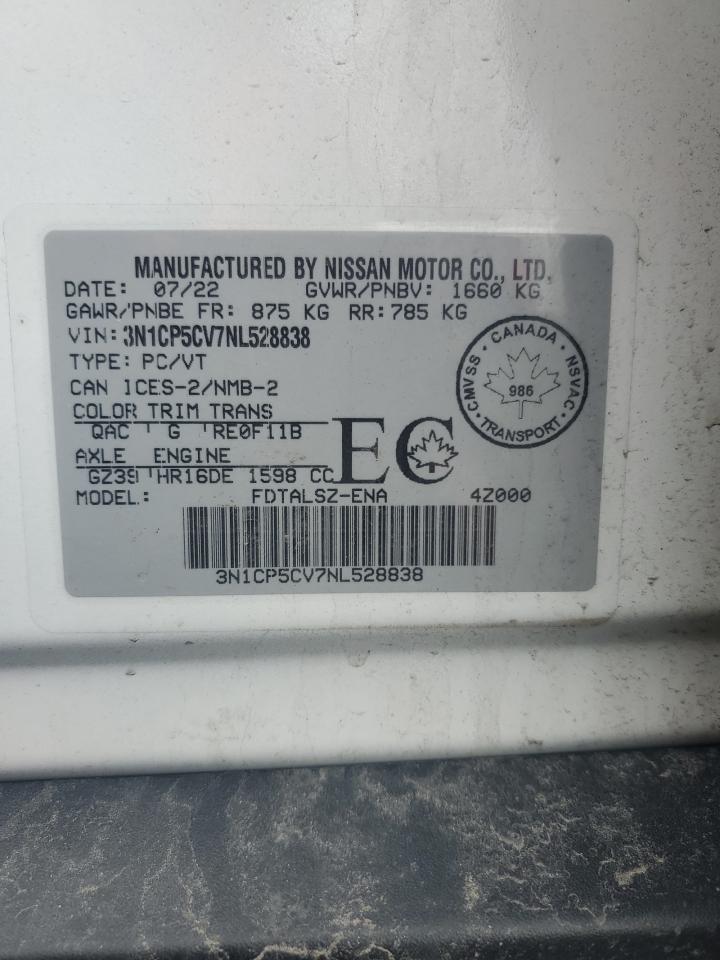 MANUFACTURED BY NISSAN MOTOR CO., LTD.
DATE: 07/22 GVWR/PNBV: 1660 KG
GAWR/PNBE FR: 875 KG RR: 785 KG
VIN: 3N1CP5CV7NL528838
TYPE: PC/VT
CAN ICES-2/NMB-2
COLOR TRIM TRANS
QAC G RE0F11B
AXLE ENGINE
HR16DE 1598 CC
EC
MODEL: FDTALSZ-ENA 4Z000
3N1CP5CV7NL528838
CANADA
CMVSS NSVAC
986
TRANSPORT